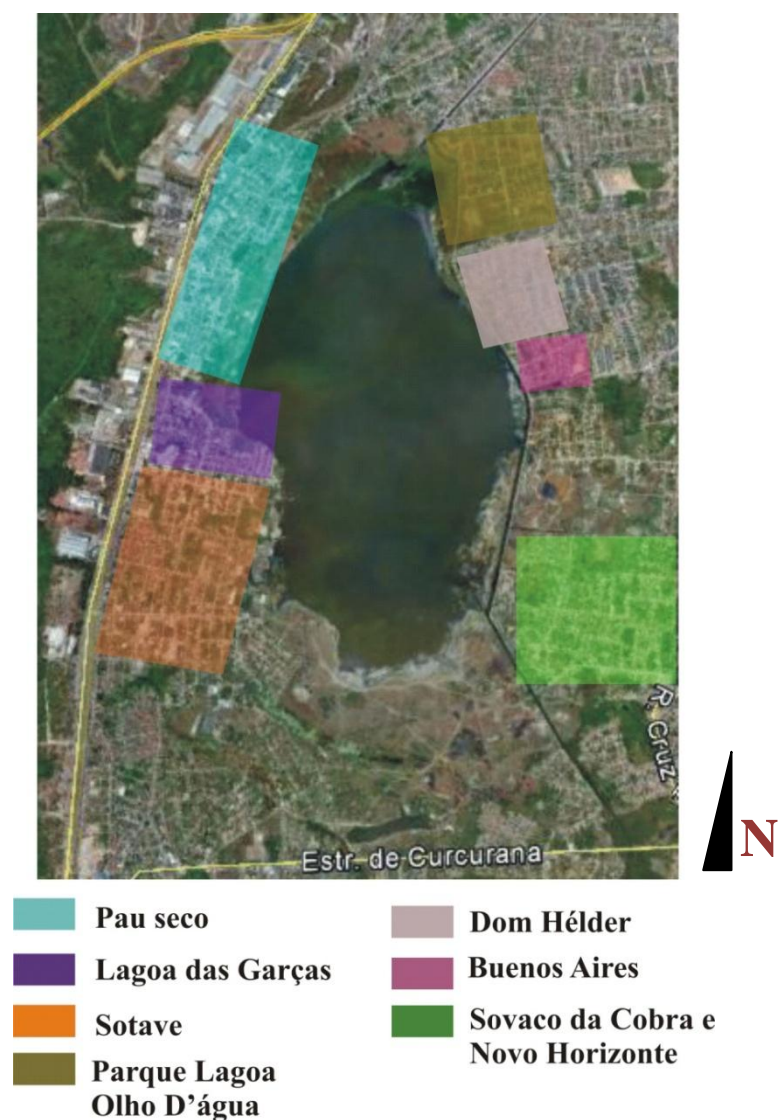 R. Cruz
N
Estr. de Curcurana
Pau seco
Lagoa das Garças
Sotave
Parque Lagoa
Olho D’água
Dom Hélder
Buenos Aires
Sovaco da Cobra e
Novo Horizonte